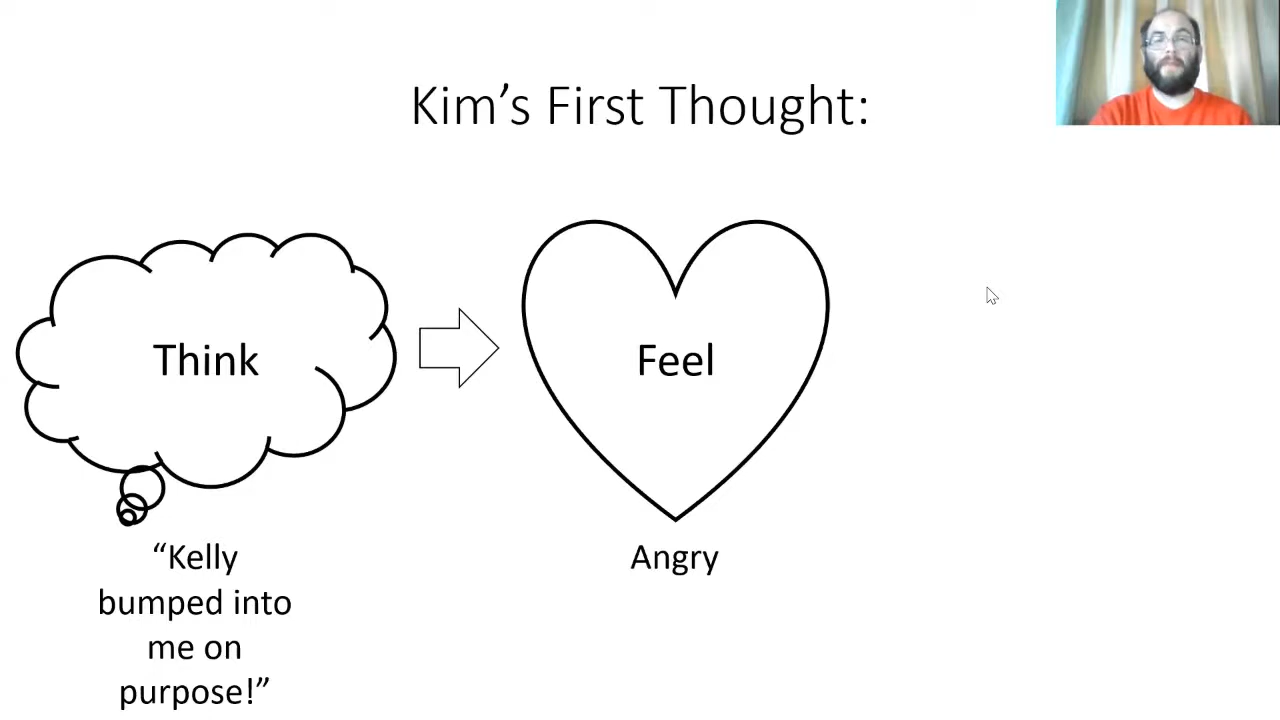 Kim’s First Thought:
Think
Feel
“Kelly
bumped into
me on
purpose!”
Angry